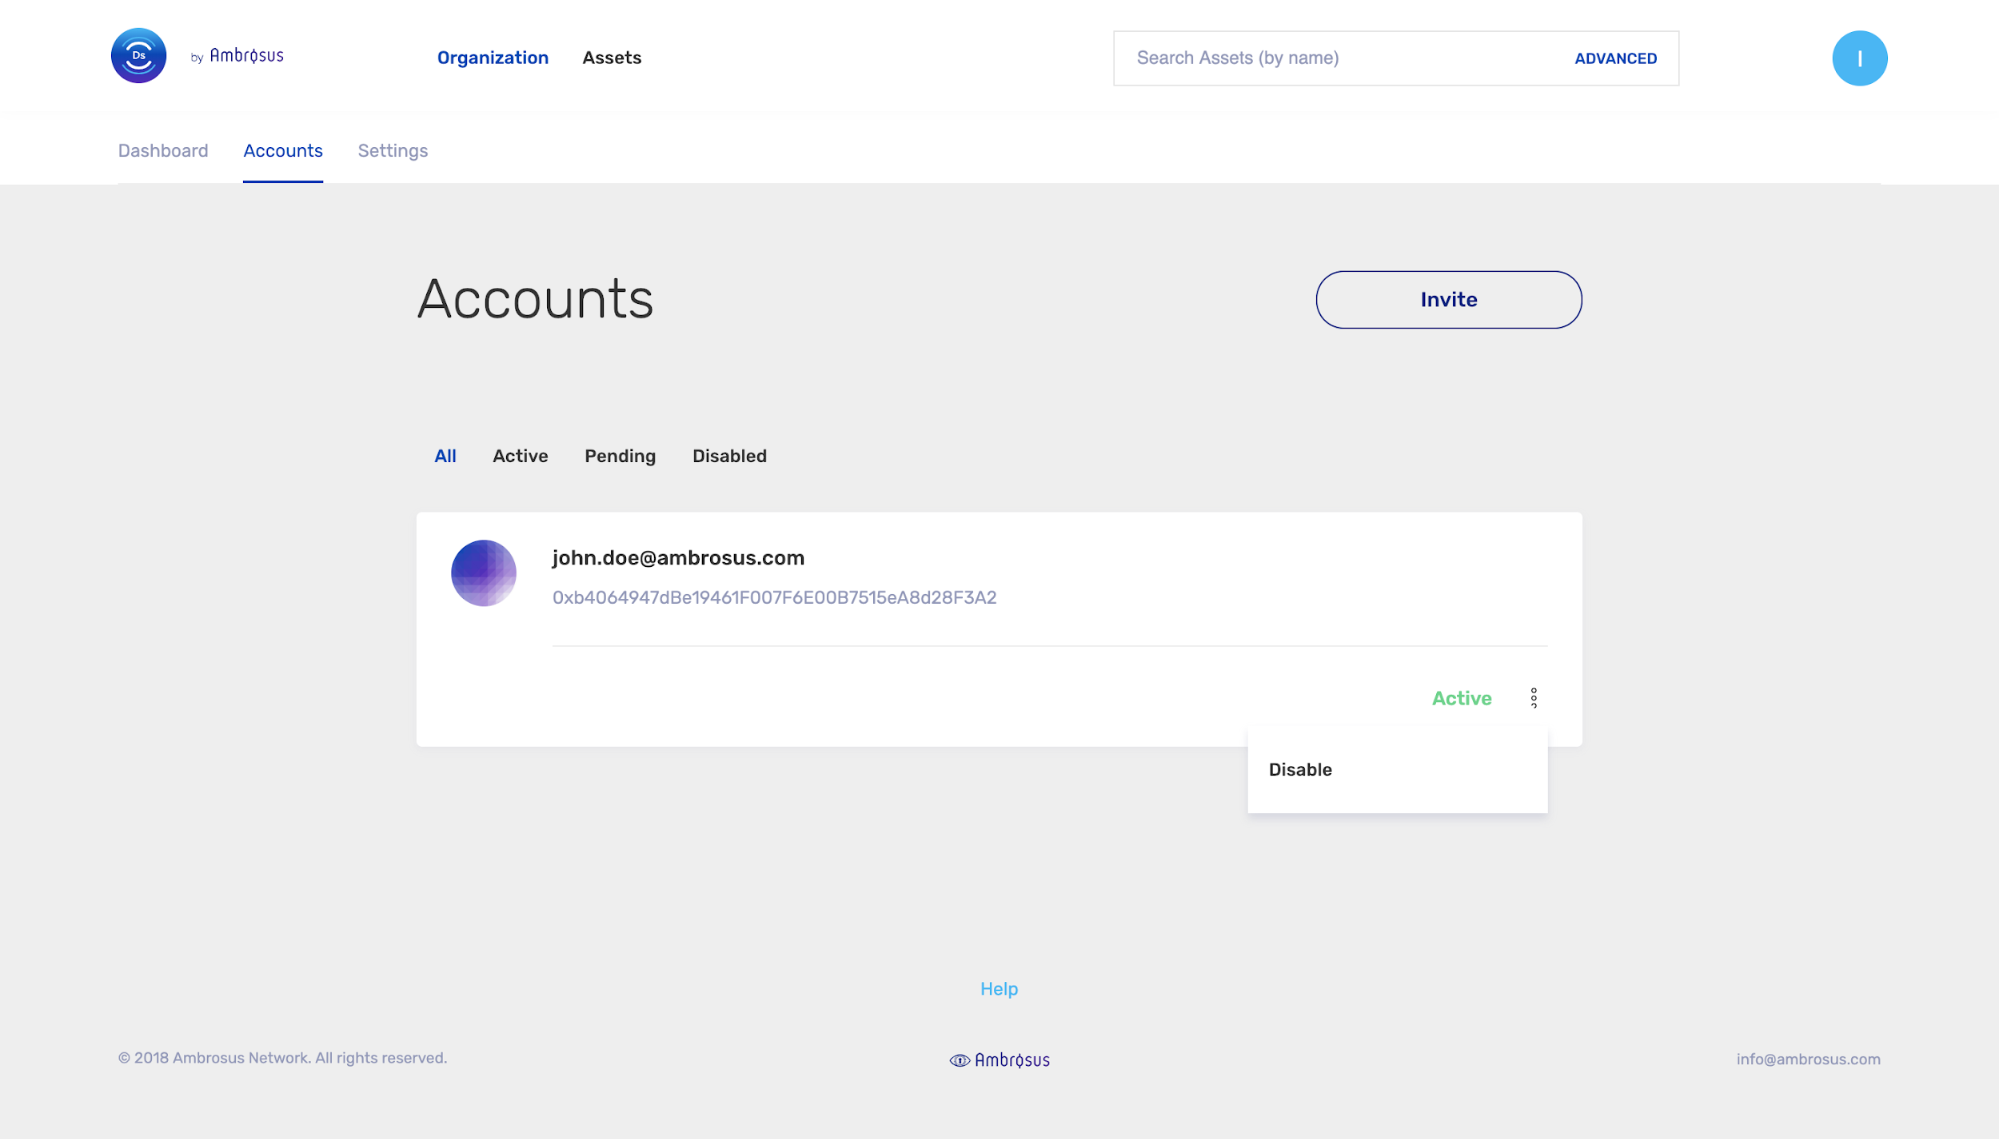 Ds by Ambrosus Organization Assets Search Assets (by name) ADVANCED I
Dashboard Accounts Settings
Accounts Invite
All Active Pending Disabled
john.doe@ambrosus.com
0xb4064947dBe19461F007F6E00B7515eA8d28F3A2
Active
Disable
Help
© 2018 Ambrosus Network. All rights reserved. Ambrosus info@ambrosus.com